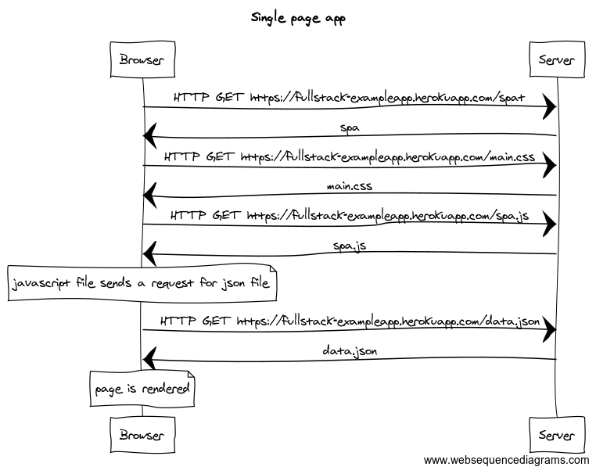 Single page app
Browser
Server
HTTP GET https://fullstack-exampleapp.herokuapp.com/spat
spa
HTTP GET https://fullstack-exampleapp.herokuapp.com/main.css
main.css
HTTP GET https://fullstack-exampleapp.herokuapp.com/spa.js
spa.js
javascript file sends a request for json file
HTTP GET https://fullstack-exampleapp.herokuapp.com/data.json
data.json
page is rendered
Browser
Server
www.websequencediagrams.com